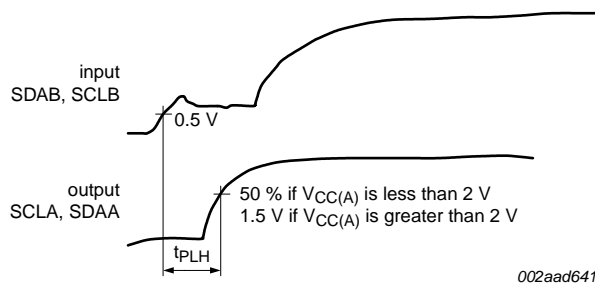 input
SDAB, SCLB
0.5 V
output
SCLA, SDAA
50 % if VCC(A) is less than 2 V
1.5 V if VCC(A) is greater than 2 V
tPLH
002aad641